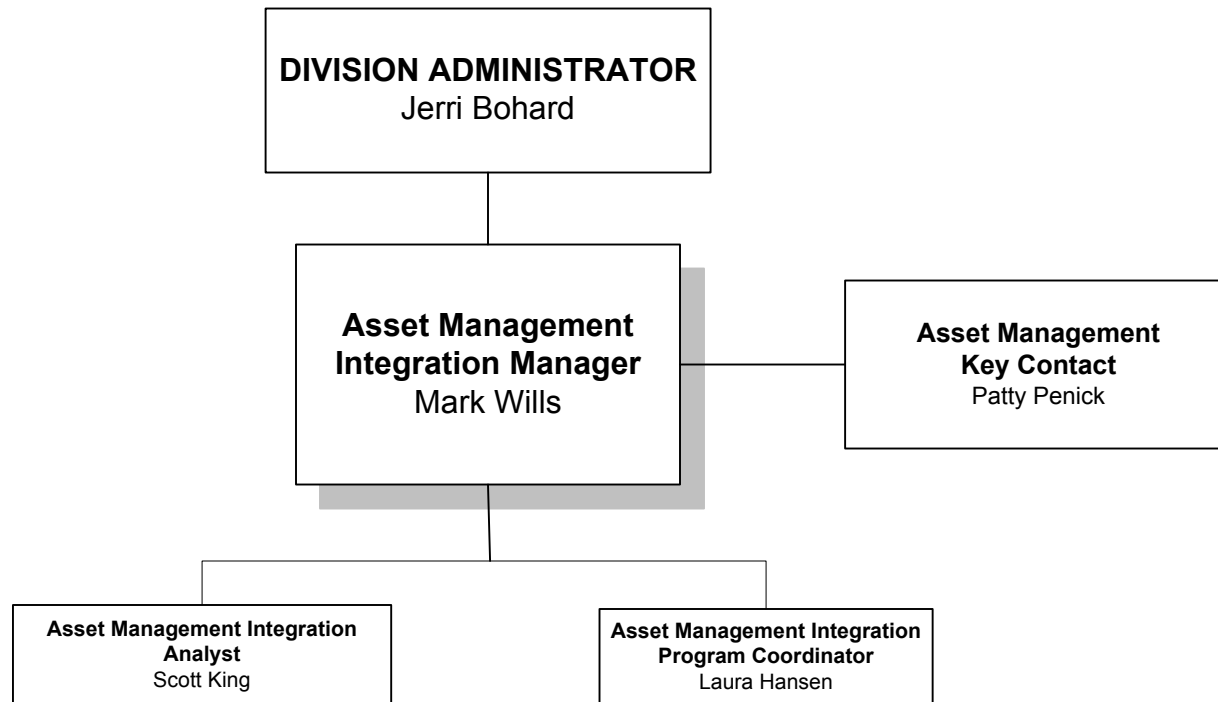 DIVISION ADMINISTRATOR
Jerri Bohard
Asset Management
Integration Manager
Mark Wills
Asset Management
Key Contact
Patty Penick
Asset Management Integration
Analyst
Scott King
Asset Management Integration
Program Coordinator
Laura Hansen